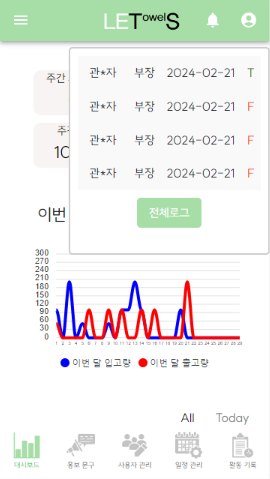 LETowelS
관*자 부장 2024-02-21 T
관*자 부장 2024-02-21 F
관*자 부장 2024-02-21 F
관*자 부장 2024-02-21 F
전체로그
주간
주
10
이번
300
270
240
210
180
150
120
90
60
30
0
1 2 3 4 5 6 7 8 9 10 11 12 13 14 15 16 17 18 19 20 21 22 23 24 25 26 27 28 29
이번 달 입고량 이번 달 출고량
All Today
대시보드 홍보 문구 사용자 관리 일정 관리 활동 기록